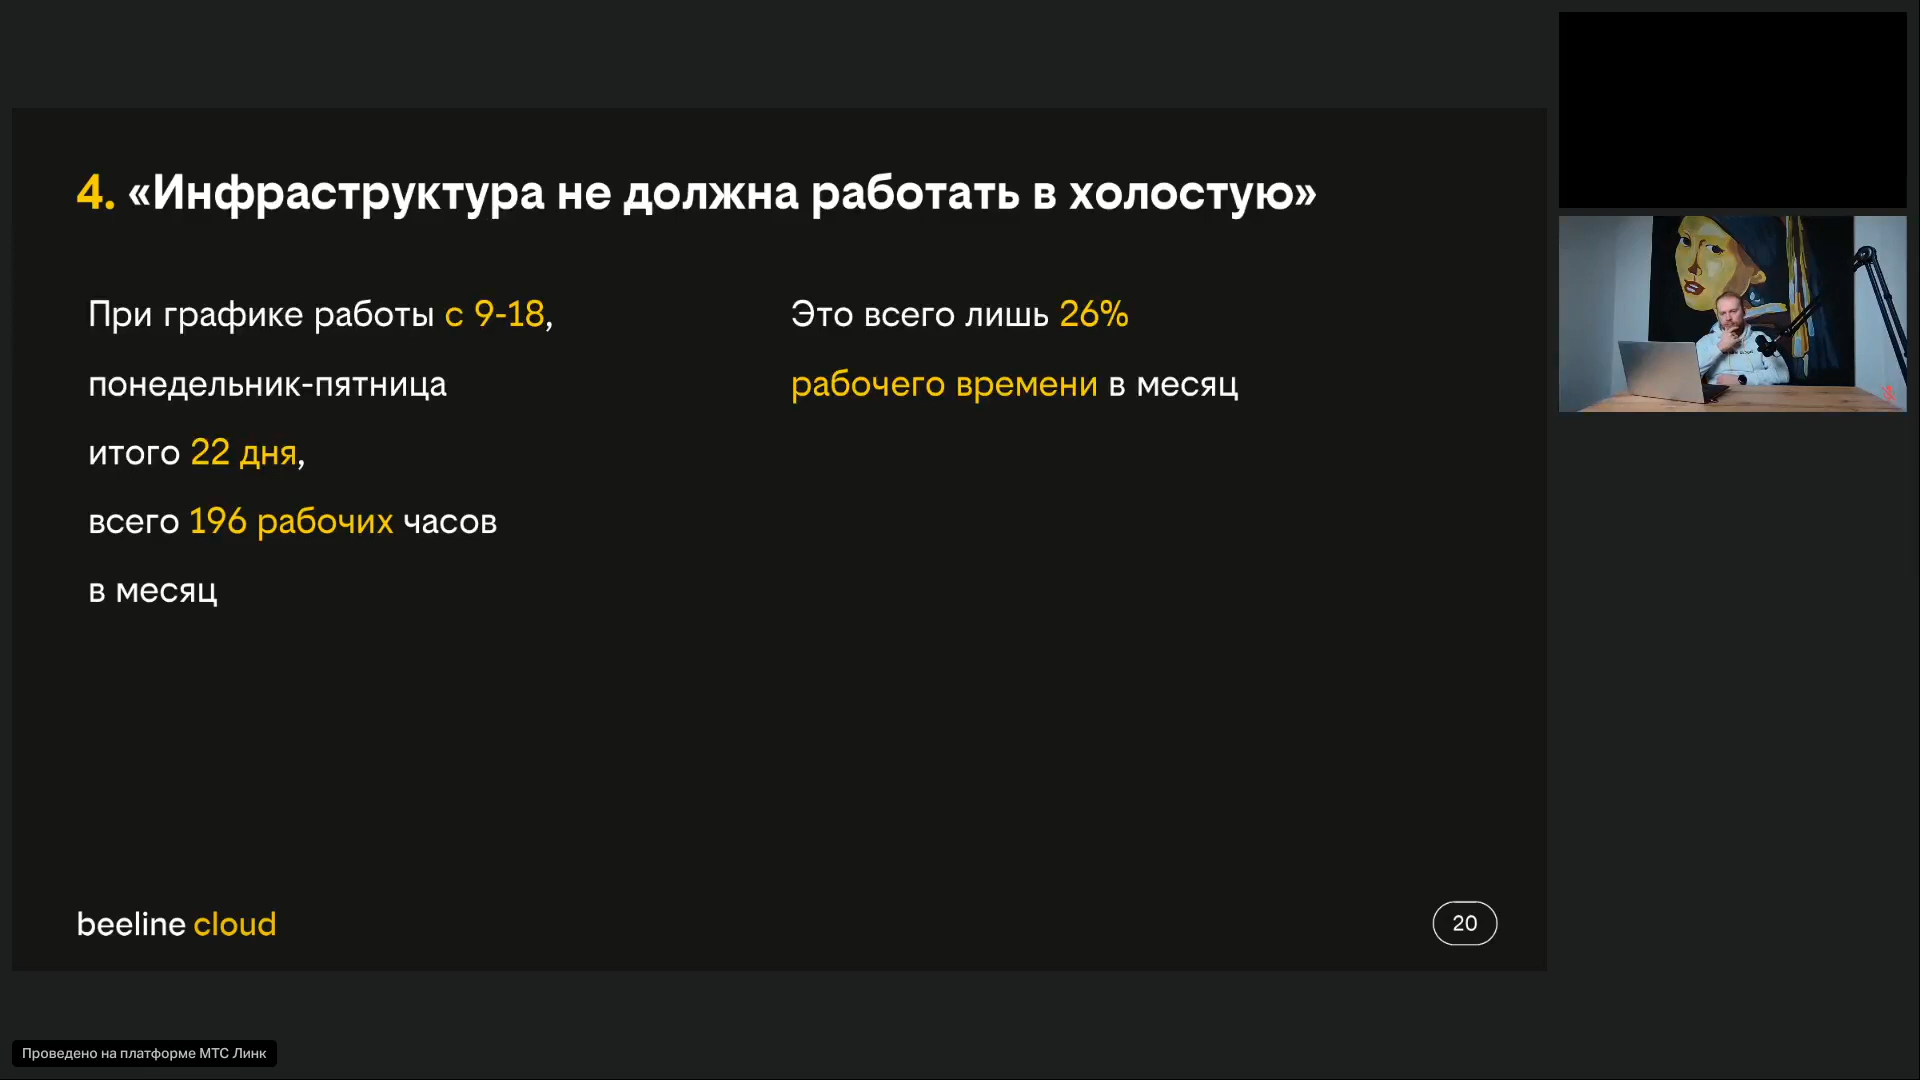 4. «Инфраструктура не должна работать в холостую»
При графике работы с 9-18,
понедельник-пятница
итого 22 дня,
всего 196 рабочих часов
в месяц
Это всего лишь 26%
рабочего времени в месяц
beeline cloud
20
Проведено на платформе МТС Линк